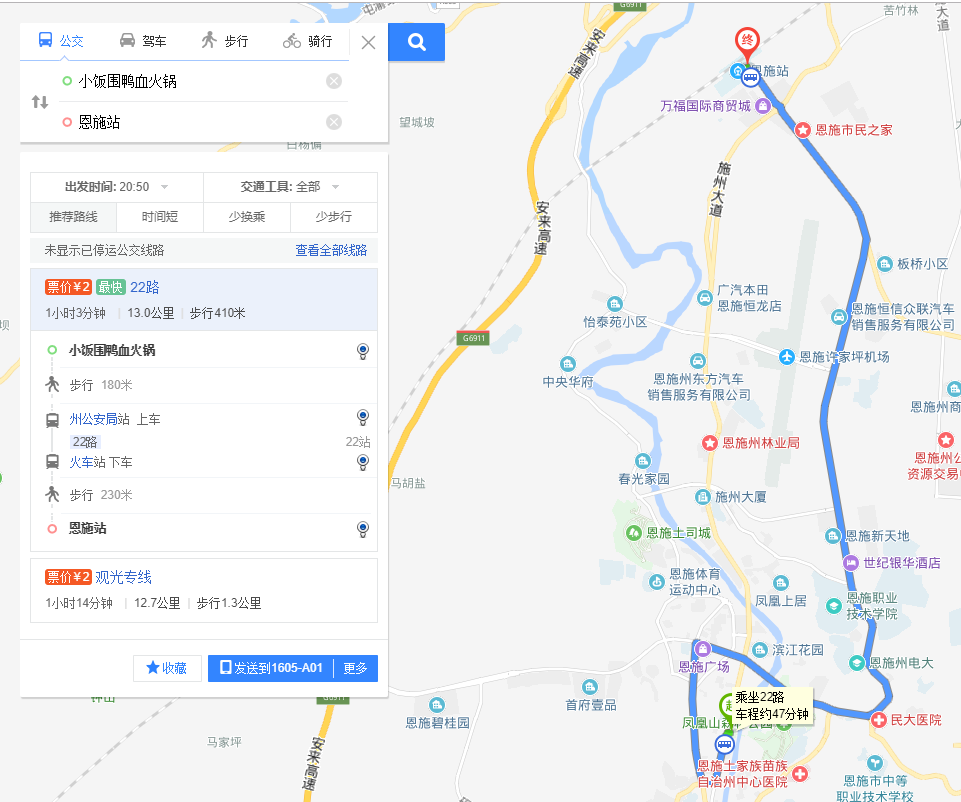 公交
驾车
步行
骑行
小饭围鸭血火锅
恩施站
出发时间: 20:50
交通工具: 全部
推荐路线
时间短
少换乘
少步行
未显示已停运公交线路
查看全部线路
票价¥2 最快 22路
1小时3分钟 | 13.0公里 | 步行410米
小饭围鸭血火锅
步行 180米
州公安局站 上车
22路
22站
火车站 下车
步行 230米
恩施站
票价¥2 观光专线
1小时14分钟 | 12.7公里 | 步行1.3公里
收藏
发送到1605-A01
更多
G6911
苦竹林
安来高速
终
恩施站
万福国际商贸城
恩施市民之家
望城坡
施州大道
安来高速
板桥小区
广汽本田
恩施恒龙店
怡泰苑小区
恩施恒信众联汽车
销售服务有限公司
G6911
恩施许家坪机场
中央华府
恩施州东方汽车
销售服务有限公司
恩施州商
恩施州林业局
恩施州公
资源交易
春光花园
马胡盐
施州大厦
恩施土司城
恩施新天地
世纪银华酒店
恩施体育
运动中心
凤凰上居
恩施职业
技术学院
滨江花园
恩施广场
恩施州电大
首府壹品
乘坐22路
车程约47分钟
恩施碧桂园
民大医院
马家坪
安来高速
恩施土家族苗族
自治州中心医院
恩施市中等
职业技术学校